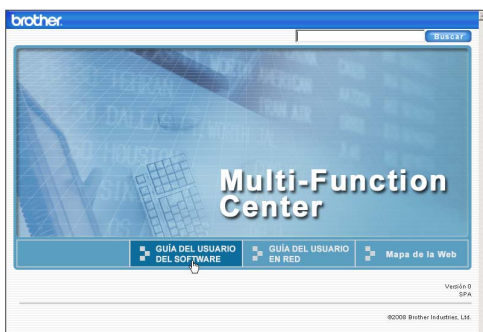 brother.
Buscar
Multi-Function
Center
GUÍA DEL USUARIO
DEL SOFTWARE
GUÍA DEL USUARIO
EN RED
Mapa de la Web
Versión 0
SPA
©2008 Brother Industries, Ltd.